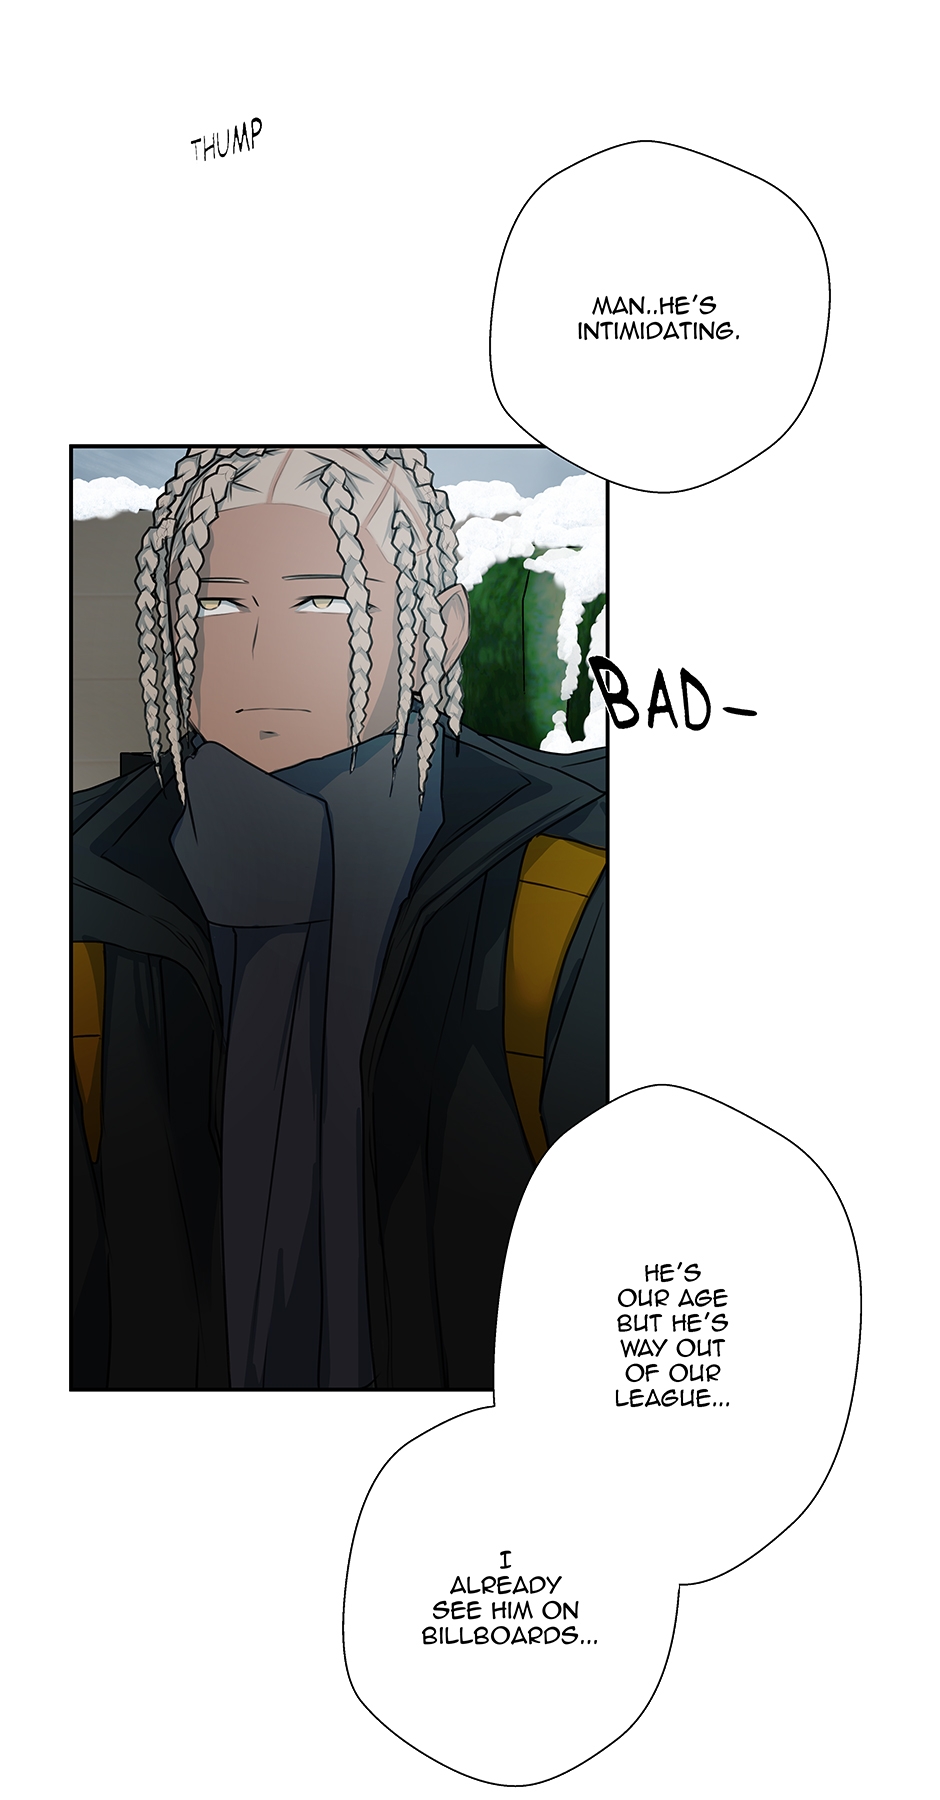 THUMP
MAN..HE'S
INTIMIDATING.
BAD-
HE'S
OUR AGE
BUT HE'S
WAY OUT
OF OUR
LEAGUE...
I
ALREADY
SEE HIM ON
BILLBOARDS...